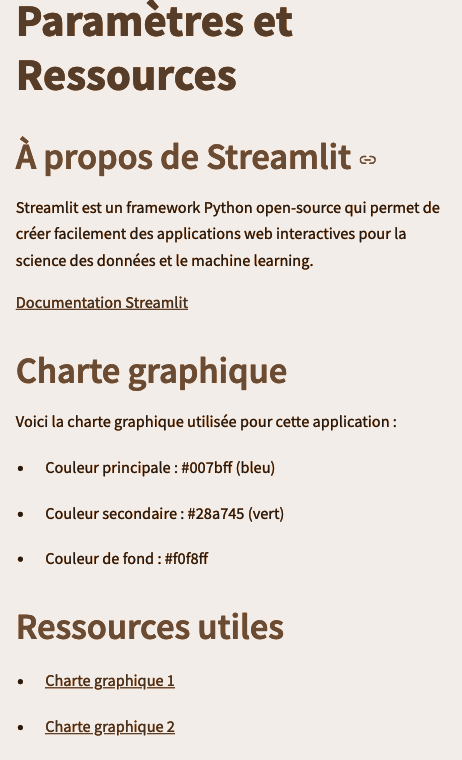 Paramètres et
Ressources
À propos de Streamlit
Streamlit est un framework Python open-source qui permet de
créer facilement des applications web interactives pour la
science des données et le machine learning.
Documentation Streamlit
Charte graphique
Voici la charte graphique utilisée pour cette application :
• Couleur principale : #007bff (bleu)
• Couleur secondaire : #28a745 (vert)
• Couleur de fond : #f0f8ff
Ressources utiles
• Charte graphique 1
• Charte graphique 2